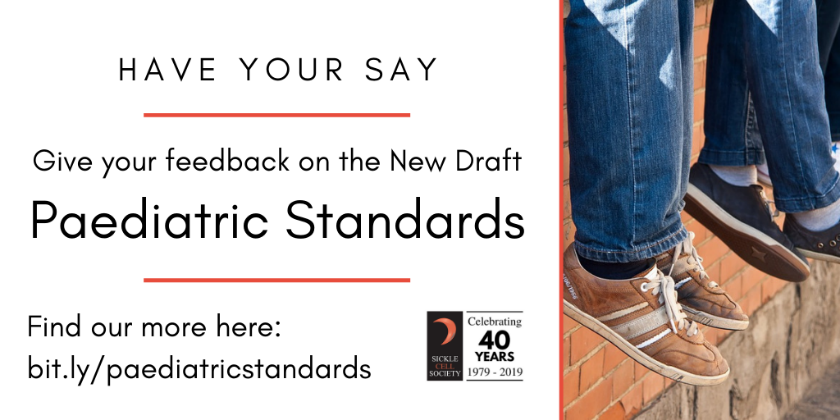 HAVE YOUR SAY
Give your feedback on the New Draft
Paediatric Standards
Find our more here:
bit.ly/paediatricstandards
SICKLE
CELL
SOCIETY
Celebrating
40
YEARS
1979 - 2019